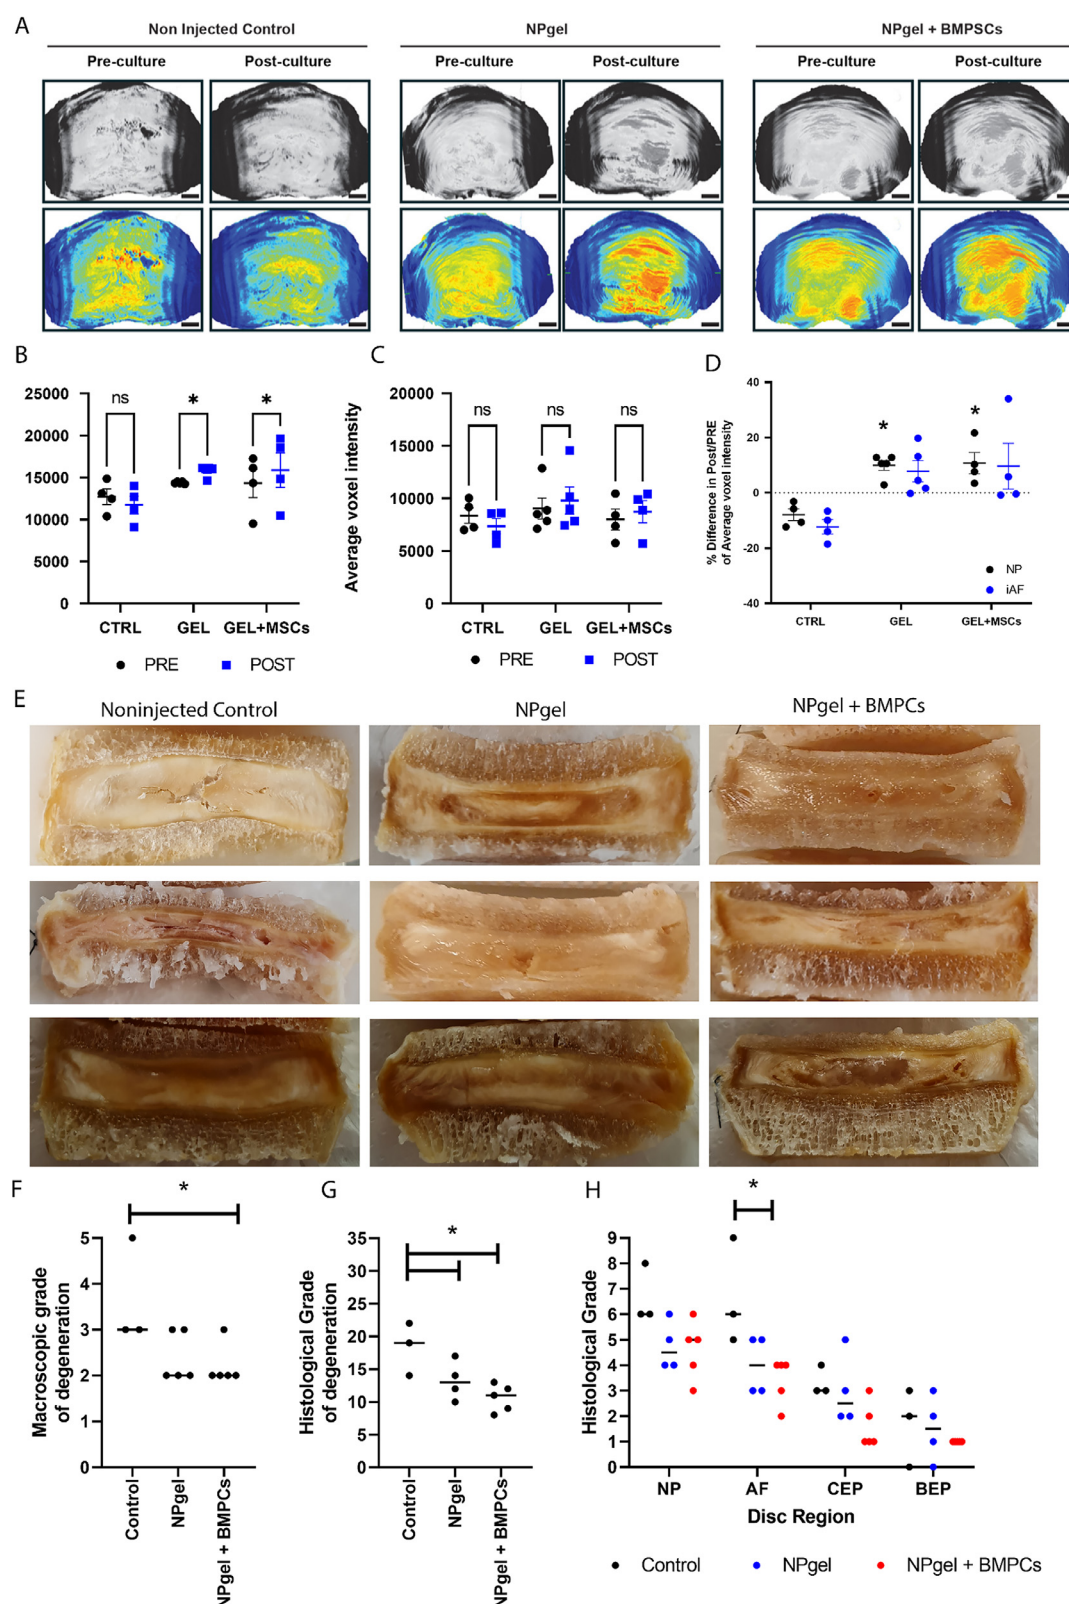 A
Non Injected Control
NPgel
NPgel + BMPSCs
Pre-culture
Post-culture
Pre-culture
Post-culture
Pre-culture
Post-culture
B
25000
20000
15000
10000
5000
0
ns
*
*
CTRL
GEL
GEL+MSCs
PRE
POST
C
Average voxel intensity
20000
15000
10000
5000
0
ns
ns
ns
CTRL
GEL
GEL+MSCs
PRE
POST
D
% Difference in Post/PRE
of Average voxel intensity
40
20
0
-20
-40
*
*
NP
iAF
CTRL
GEL
GEL+MSCs
E
Noninjected Control
NPgel
NPgel + BMPCs
F
*
Macroscopic grade
of degeneration
5
4
3
2
1
0
Control
NPgel
NPgel + BMPCs
G
*
Histological Grade
of degeneration
35
30
25
20
15
10
5
0
Control
NPgel
NPgel + BMPCs
H
*
Histological Grade
9
8
7
6
5
4
3
2
1
0
NP
AF
CEP
BEP
Disc Region
Control
NPgel
NPgel + BMPCs